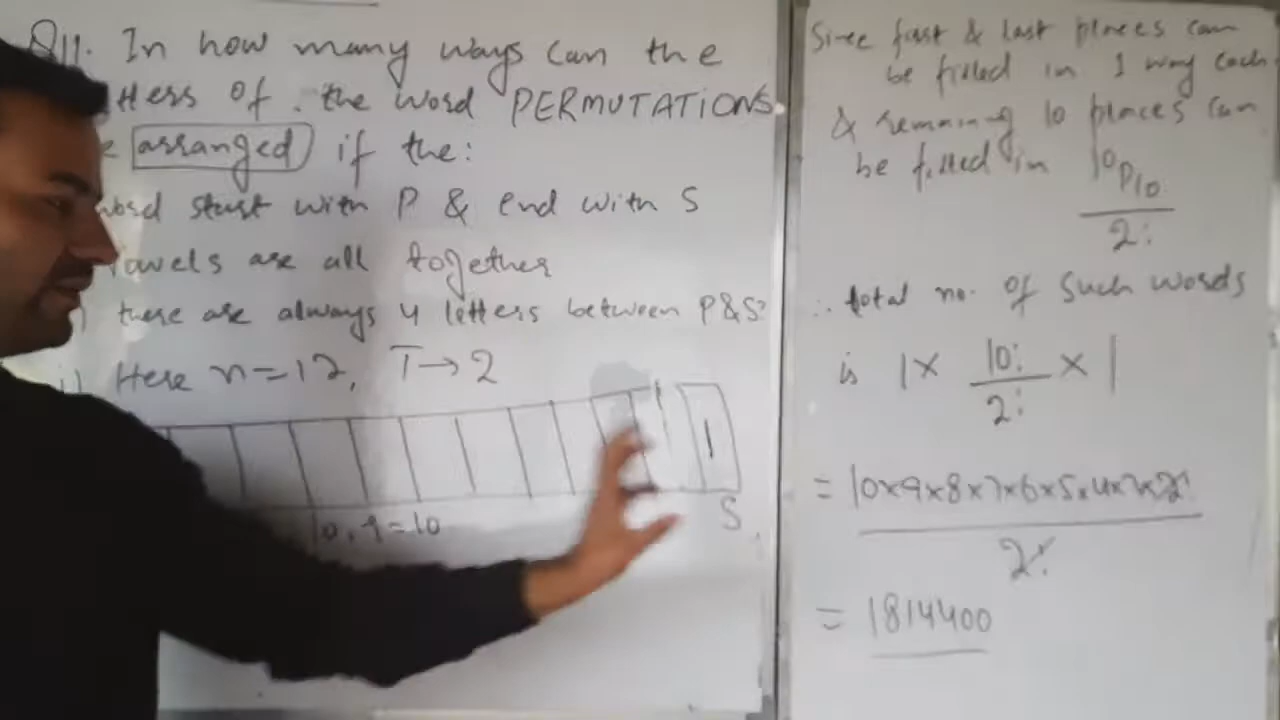 Q11. In how many ways can the
tters of the word PERMUTATIONS
e arranged if the:
word start with P & end with S
vowels are all together
) there are always 4 letters between P&S?
i) Here n=12, T→2
1
S
10, r=10
Since first & last places can
be filled in 1 way each
& remaining 10 places can
be filled in 10P10
2!
∴ total no. of such words
is 1 × 10! × 1
2!
= 10×9×8×7×6×5×4×3×2!
2!
= 1814400